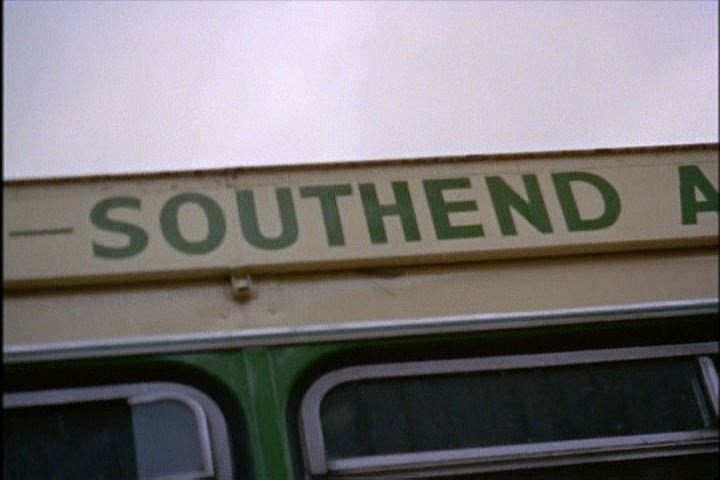 — SOUTHEND A